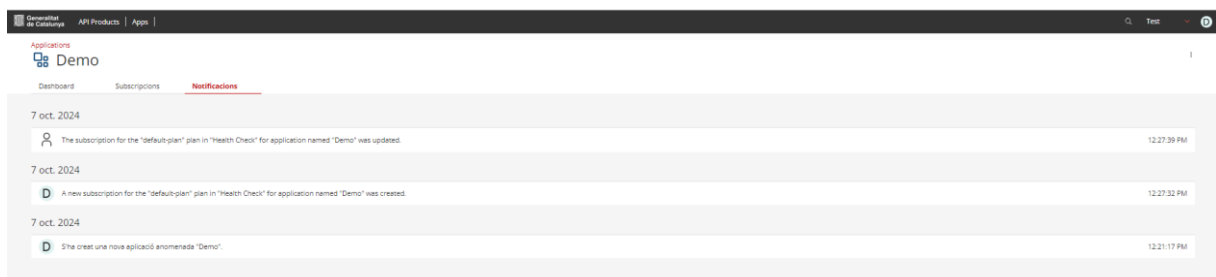 Generalitat
de Catalunya
API Products | Apps |
Test
D
Applications
Demo
Dashboard Subscripcions Notificacions
7 oct. 2024
The subscription for the "default-plan" plan in "Health Check" for application named "Demo" was updated. 12:27:39 PM
7 oct. 2024
D A new subscription for the "default-plan" plan in "Health Check" for application named "Demo" was created. 12:27:32 PM
7 oct. 2024
D S'ha creat una nova aplicació anomenada "Demo". 12:21:17 PM